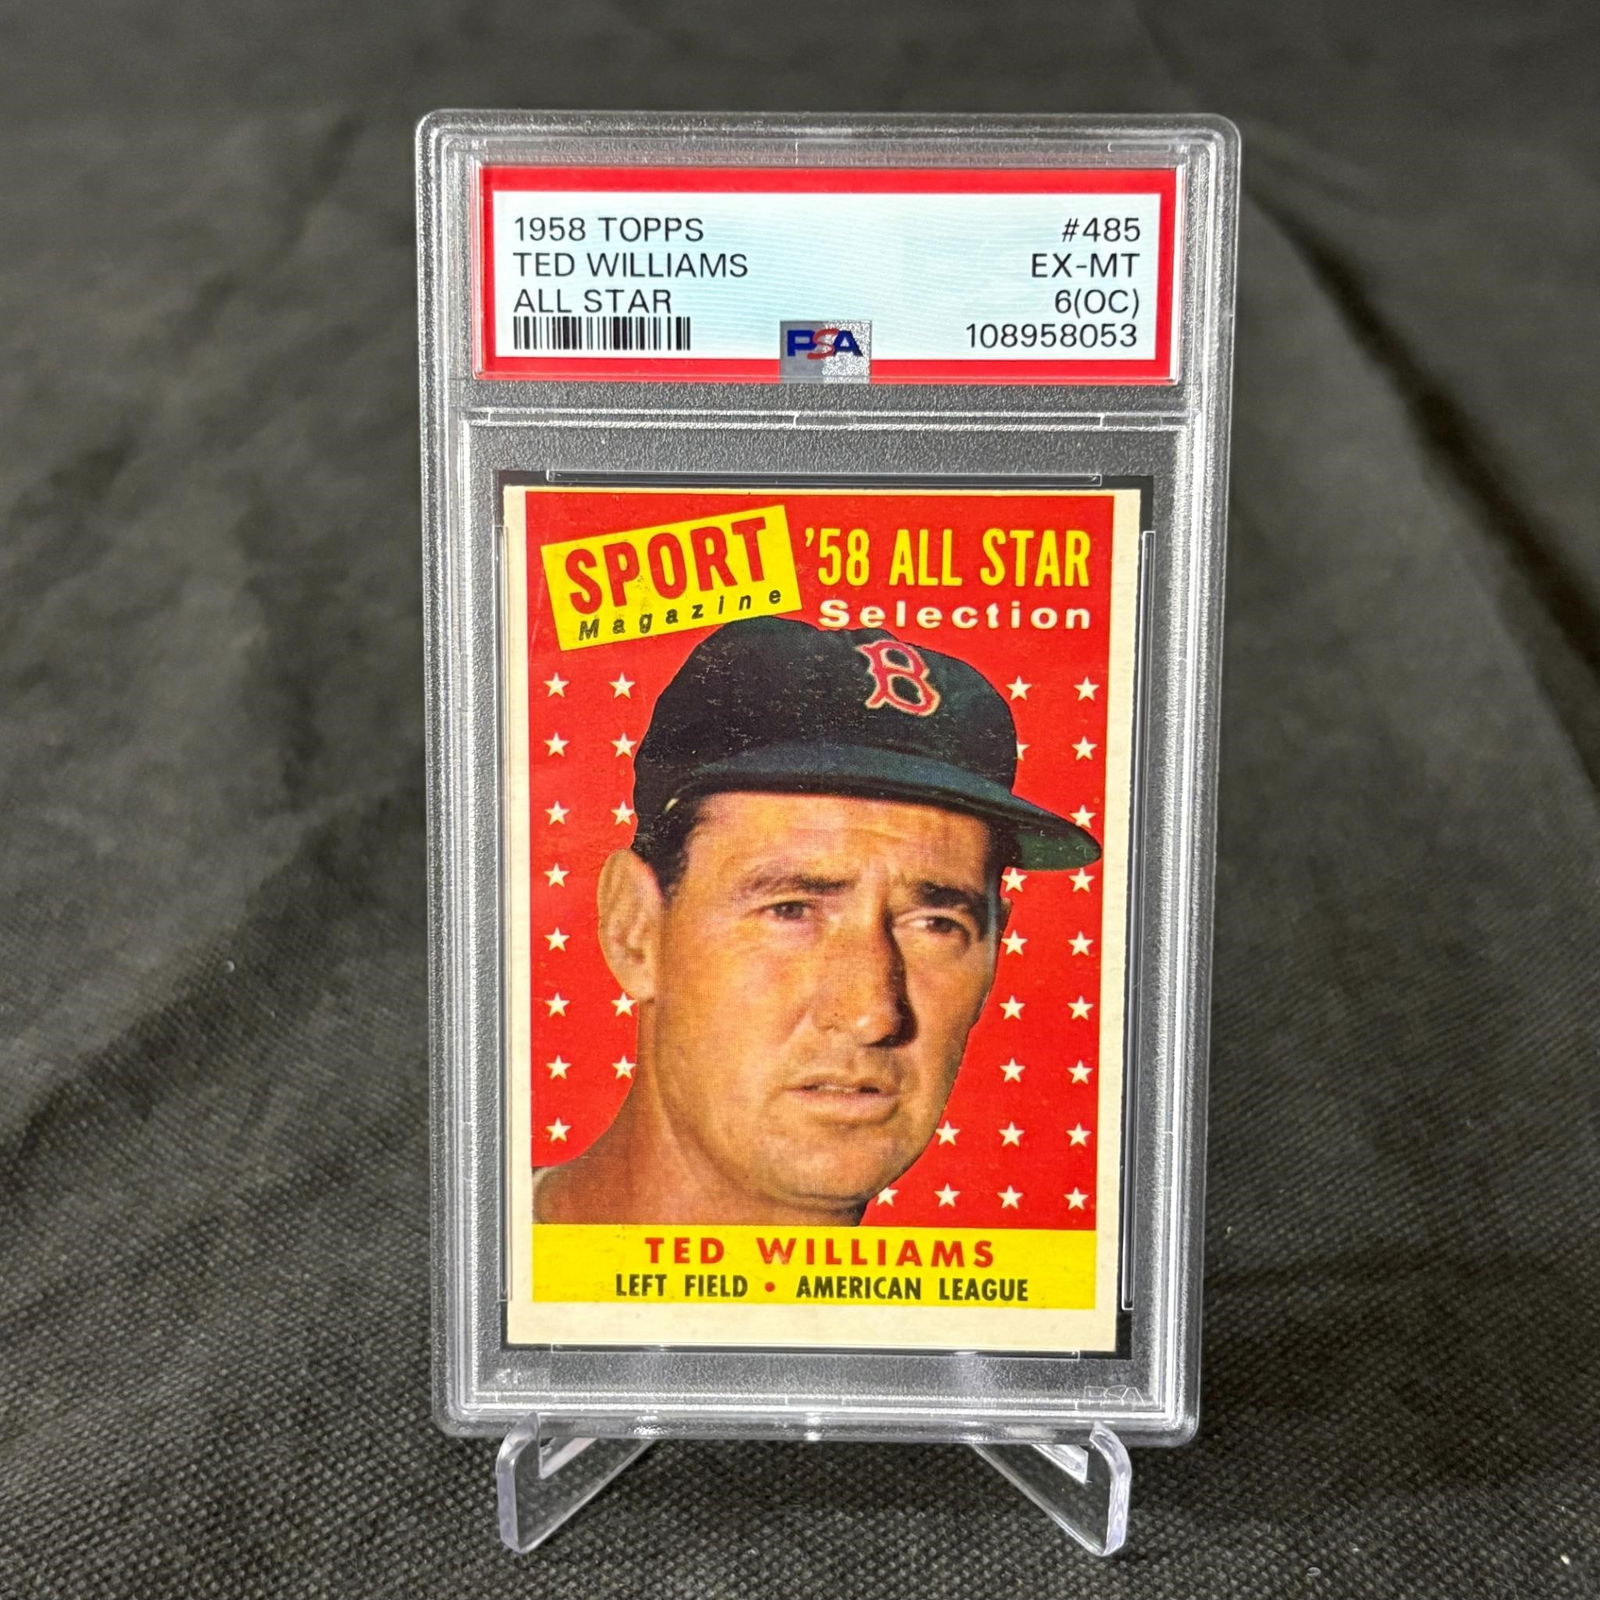 1958 TOPPS #485
TED WILLIAMS EX-MT
ALL STAR 6(OC)
PSA 108958053
SPORT '58 ALL STAR
Magazine Selection
B
TED WILLIAMS
LEFT FIELD • AMERICAN LEAGUE
PSA